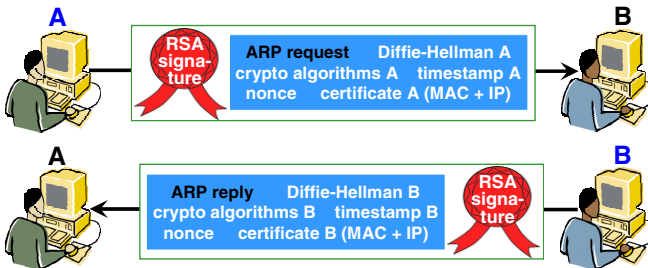 A
B
RSA
signa-
ture
ARP request Diffie-Hellman A
crypto algorithms A timestamp A
nonce certificate A (MAC + IP)
A
B
ARP reply Diffie-Hellman B
crypto algorithms B timestamp B
nonce certificate B (MAC + IP)
RSA
signa-
ture